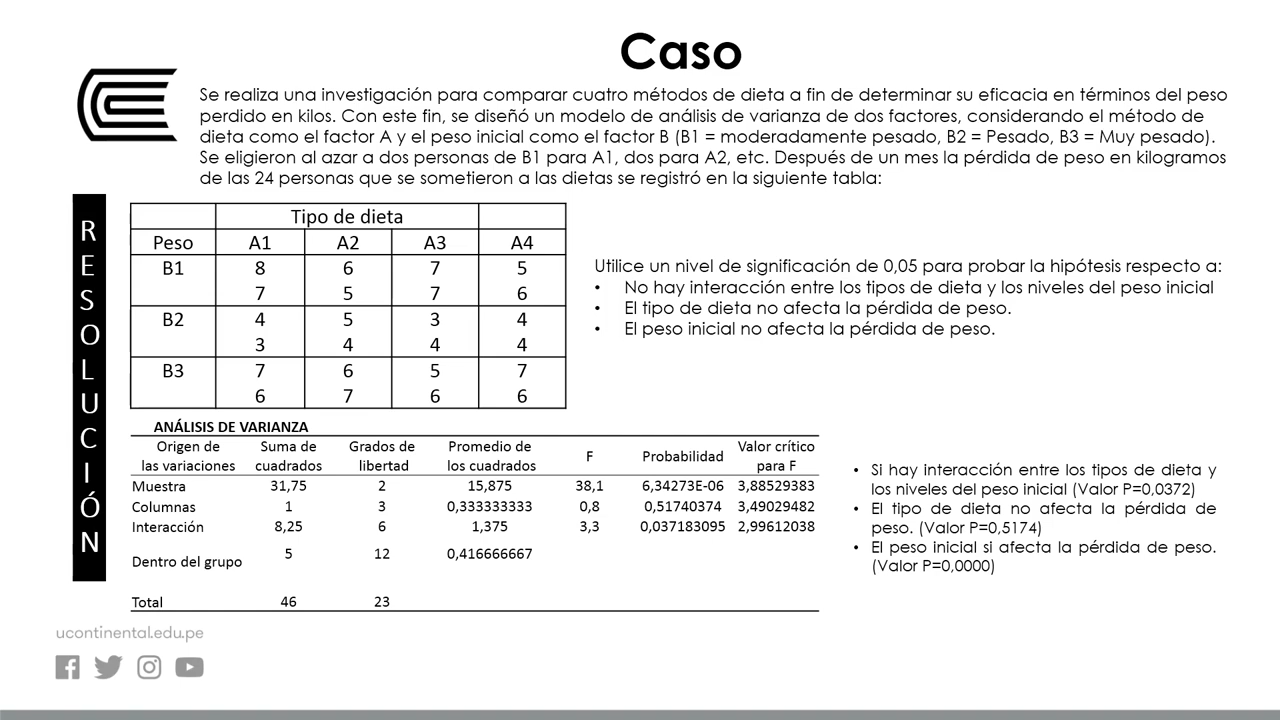 Caso
Se realiza una investigación para comparar cuatro métodos de dieta a fin de determinar su eficacia en términos del peso
perdido en kilos. Con este fin, se diseñó un modelo de análisis de varianza de dos factores, considerando el método de
dieta como el factor A y el peso inicial como el factor B (B1 = moderadamente pesado, B2 = Pesado, B3 = Muy pesado).
Se eligieron al azar a dos personas de B1 para A1, dos para A2, etc. Después de un mes la pérdida de peso en kilogramos
de las 24 personas que se sometieron a las dietas se registró en la siguiente tabla:
RESOLUCIÓN
Tipo de dieta
Peso A1 A2 A3 A4
B1 8 6 7 5
7 5 7 6
B2 4 5 3 4
3 4 4 4
B3 7 6 5 7
6 7 6 6
Utilice un nivel de significación de 0,05 para probar la hipótesis respecto a:
• No hay interacción entre los tipos de dieta y los niveles del peso inicial
• El tipo de dieta no afecta la pérdida de peso.
• El peso inicial no afecta la pérdida de peso.
ANÁLISIS DE VARIANZA
Origen de Suma de Grados de Promedio de F Probabilidad Valor crítico
las variaciones cuadrados libertad los cuadrados para F
Muestra 31,75 2 15,875 38,1 6,34273E-06 3,88529383
Columnas 1 3 0,333333333 0,8 0,51740374 3,49029482
Interacción 8,25 6 1,375 3,3 0,037183095 2,99612038
Dentro del grupo 5 12 0,416666667
Total 46 23
• Si hay interacción entre los tipos de dieta y
los niveles del peso inicial (Valor P=0,0372)
• El tipo de dieta no afecta la pérdida de
peso. (Valor P=0,5174)
• El peso inicial si afecta la pérdida de peso.
(Valor P=0,0000)
ucontinental.edu.pe